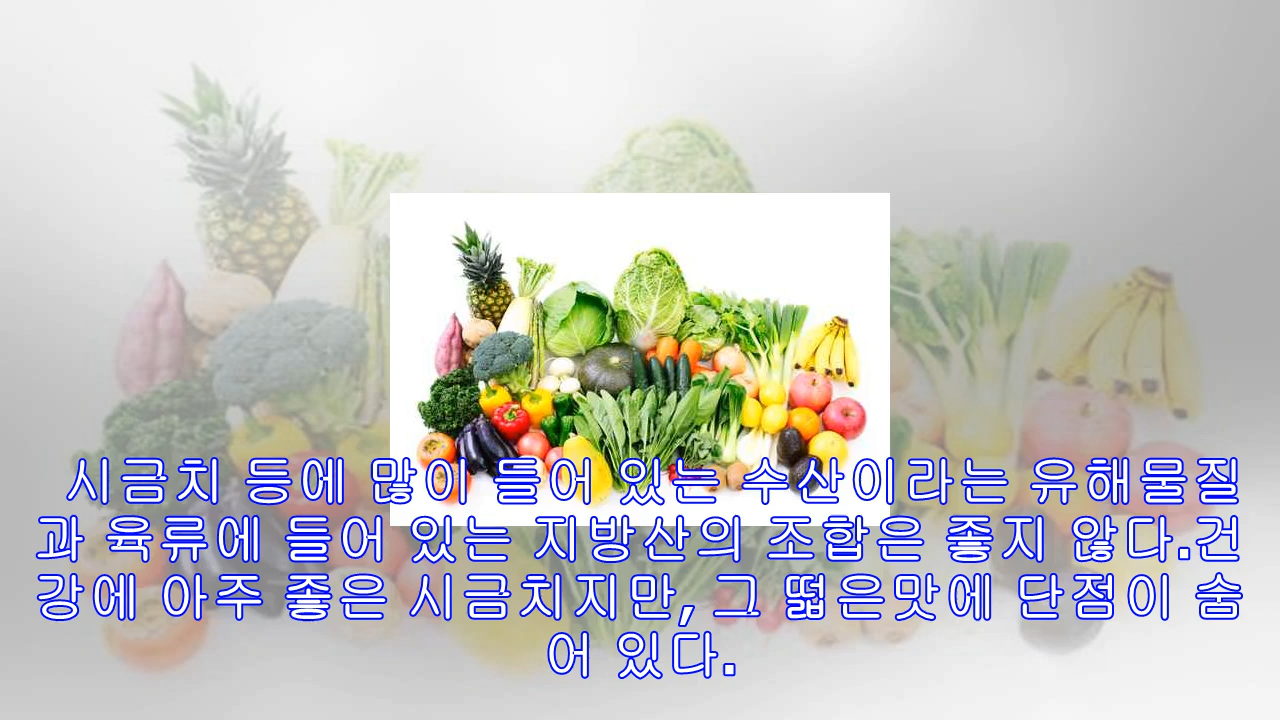 시금치 등에 많이 들어 있는 수산이라는 유해물질
과 육류에 들어 있는 지방산의 조합은 좋지 않다.건
강에 아주 좋은 시금치지만, 그 떫은맛에 단점이 숨
어 있다.